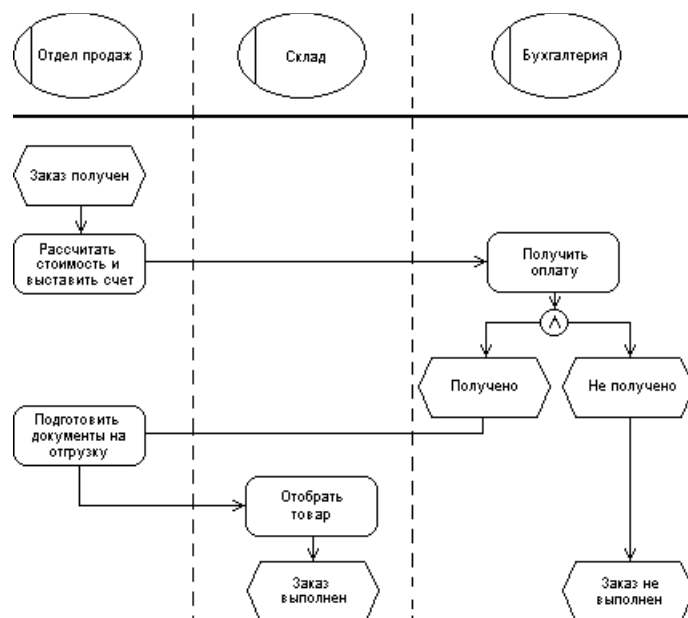 Отдел продаж
Склад
Бухгалтерия
Заказ получен
Рассчитать
стоимость и
выставить счет
Получить
оплату
Λ
Получено
Не получено
Подготовить
документы на
отгрузку
Отобрать
товар
Заказ
выполнен
Заказ не
выполнен